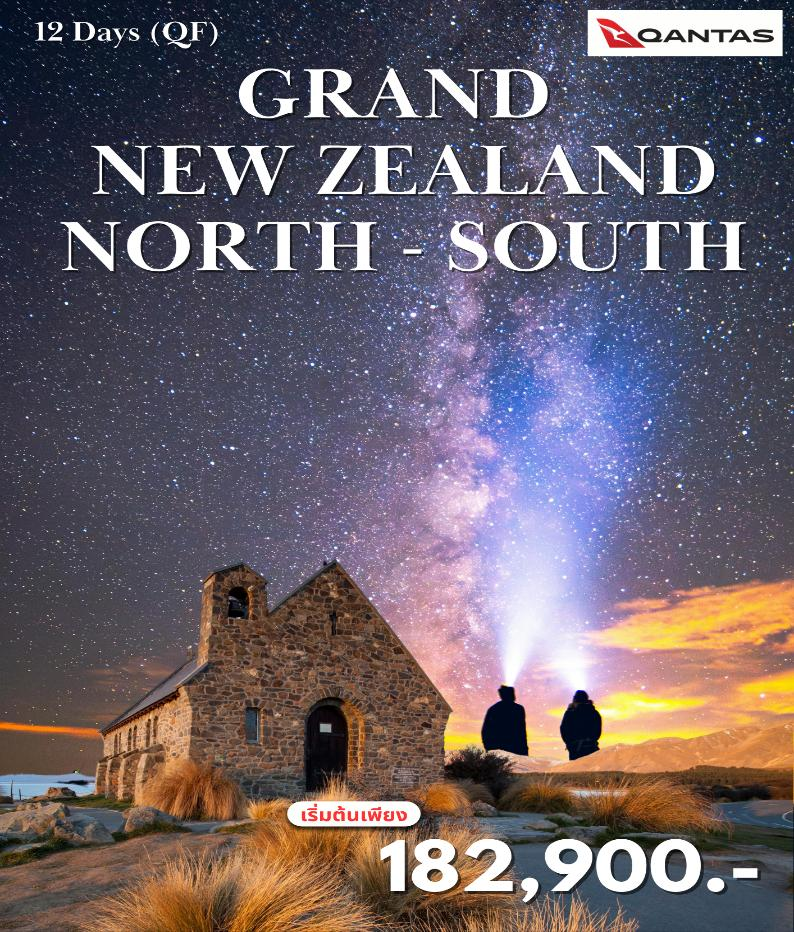 12 Days (QF)
QANTAS
GRAND
NEW ZEALAND
NORTH - SOUTH
เริ่มต้นเพียง
182,900.-